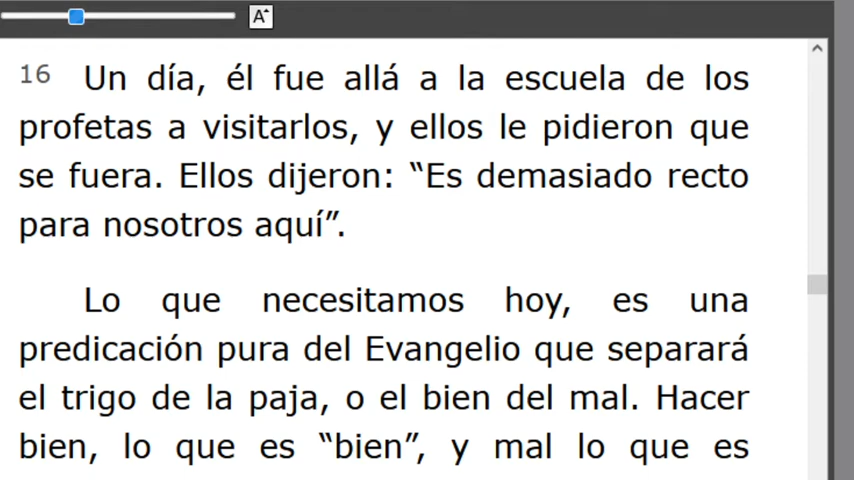 A
16 Un día, él fue allá a la escuela de los
profetas a visitarlos, y ellos le pidieron que
se fuera. Ellos dijeron: “Es demasiado recto
para nosotros aquí”.
Lo que necesitamos hoy, es una
predicación pura del Evangelio que separará
el trigo de la paja, o el bien del mal. Hacer
bien, lo que es “bien”, y mal lo que es